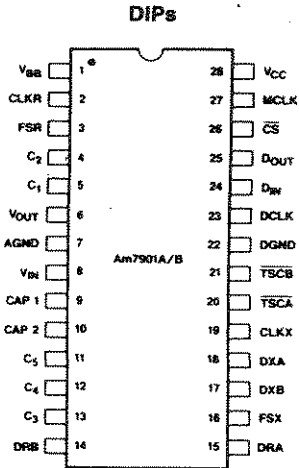 DIPs
VBB 1 28 VCC
CLKR 2 27 MCLK
FSR 3 26 CS
C2 4 25 DOUT
C1 5 24 DIN
VOUT 6 23 DCLK
AGND 7 22 DGND
Am7901A/B
VIN 8 21 TSCB
CAP 1 9 20 TSCA
CAP 2 10 19 CLKX
C5 11 18 DXA
C4 12 17 DXB
C3 13 16 FSX
DRB 14 15 DRA